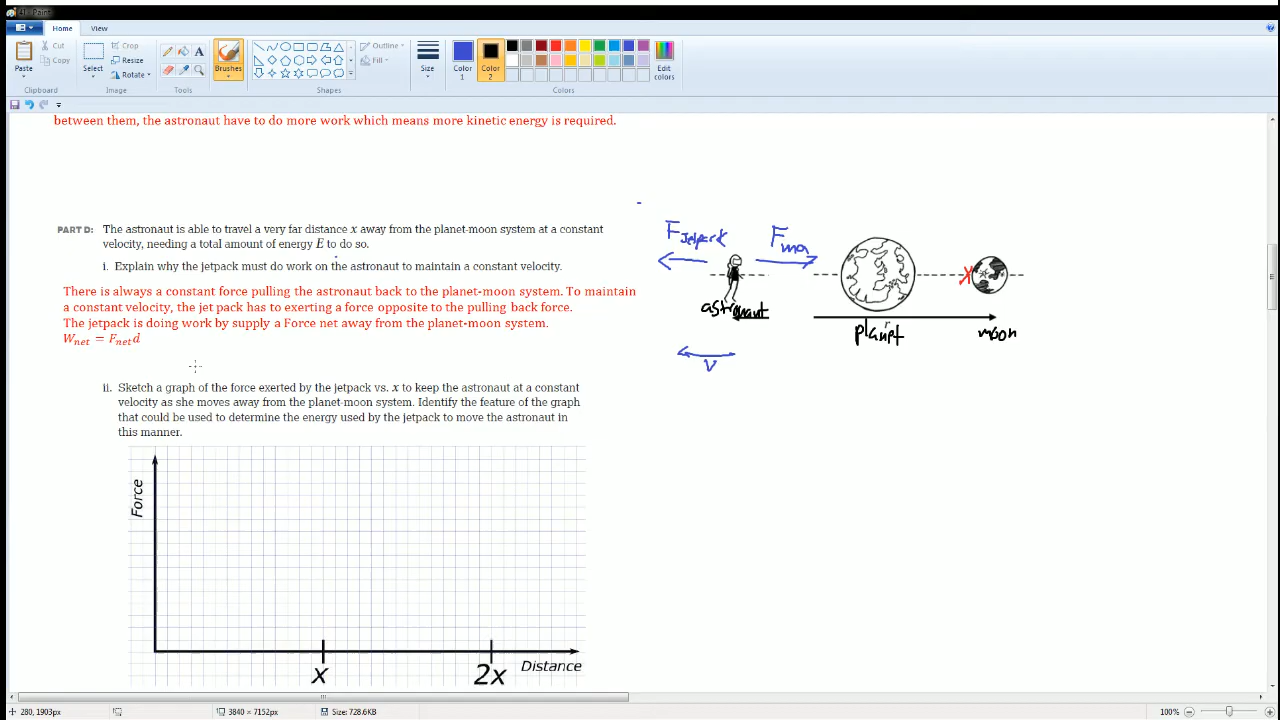 Home
View
Paste
Cut
Copy
Clipboard
Select
Crop
Resize
Rotate
Image
Tools
Brushes
Shapes
Outline
Fill
Size
Color 1
Color 2
Edit colors
Colors
between them, the astronaut have to do more work which means more kinetic energy is required.
PART D: The astronaut is able to travel a very far distance x away from the planet-moon system at a constant
velocity, needing a total amount of energy E to do so.
i. Explain why the jetpack must do work on the astronaut to maintain a constant velocity.
There is always a constant force pulling the astronaut back to the planet-moon system. To maintain
a constant velocity, the jet pack has to exerting a force opposite to the pulling back force.
The jetpack is doing work by supply a Force net away from the planet-moon system.
W_net = F_net d
F Jetpack
F
astronaut
r
planet
moon
X
V
ii. Sketch a graph of the force exerted by the jetpack vs. x to keep the astronaut at a constant
velocity as she moves away from the planet-moon system. Identify the feature of the graph
that could be used to determine the energy used by the jetpack to move the astronaut in
this manner.
Force
x
2x
Distance
280, 1903px
3840 × 7152px
Size: 728.6KB
100%